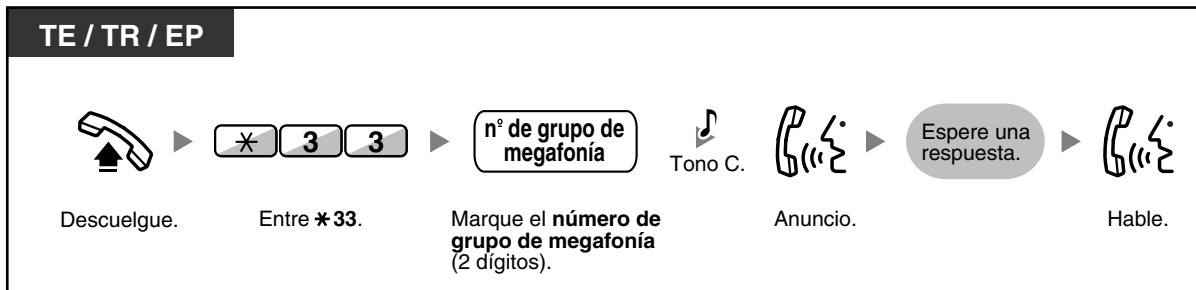 TE / TR / EP
✱ 3 3
n° de grupo de
megafonía
Tono C.
Espere una
respuesta.
Descuelgue.
Entre ✱33.
Marque el número de
grupo de megafonía
(2 dígitos).
Anuncio.
Hable.